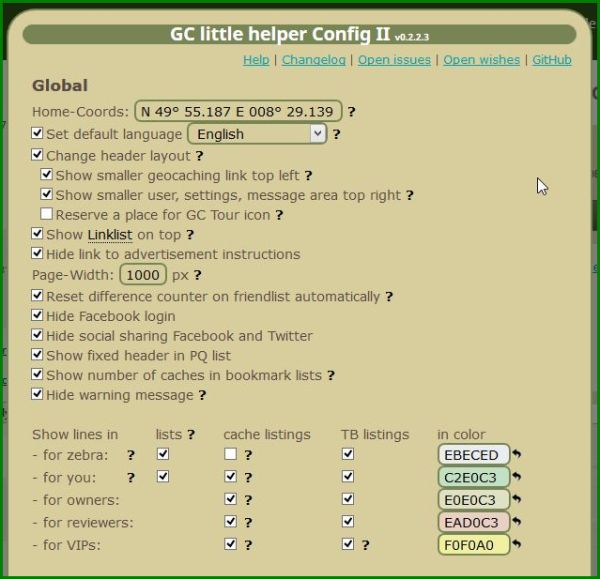 GC little helper Config II v0.2.2.3
Help | Changelog | Open issues | Open wishes | GitHub
Global
Home-Coords: N 49° 55.187 E 008° 29.139 ?
Set default language English ?
Change header layout ?
Show smaller geocaching link top left ?
Show smaller user, settings, message area top right ?
Reserve a place for GC Tour icon ?
Show Linklist on top ?
Hide link to advertisement instructions
Page-Width: 1000 px ?
Reset difference counter on friendlist automatically ?
Hide Facebook login
Hide social sharing Facebook and Twitter
Show fixed header in PQ list
Show number of caches in bookmark lists ?
Hide warning message ?
Show lines in lists ? cache listings TB listings in color
- for zebra: ? ? EBECED
- for you: ? ? C2E0C3
- for owners: ? E0E0C3
- for reviewers: ? EAD0C3
- for VIPs: ? ? F0F0A0